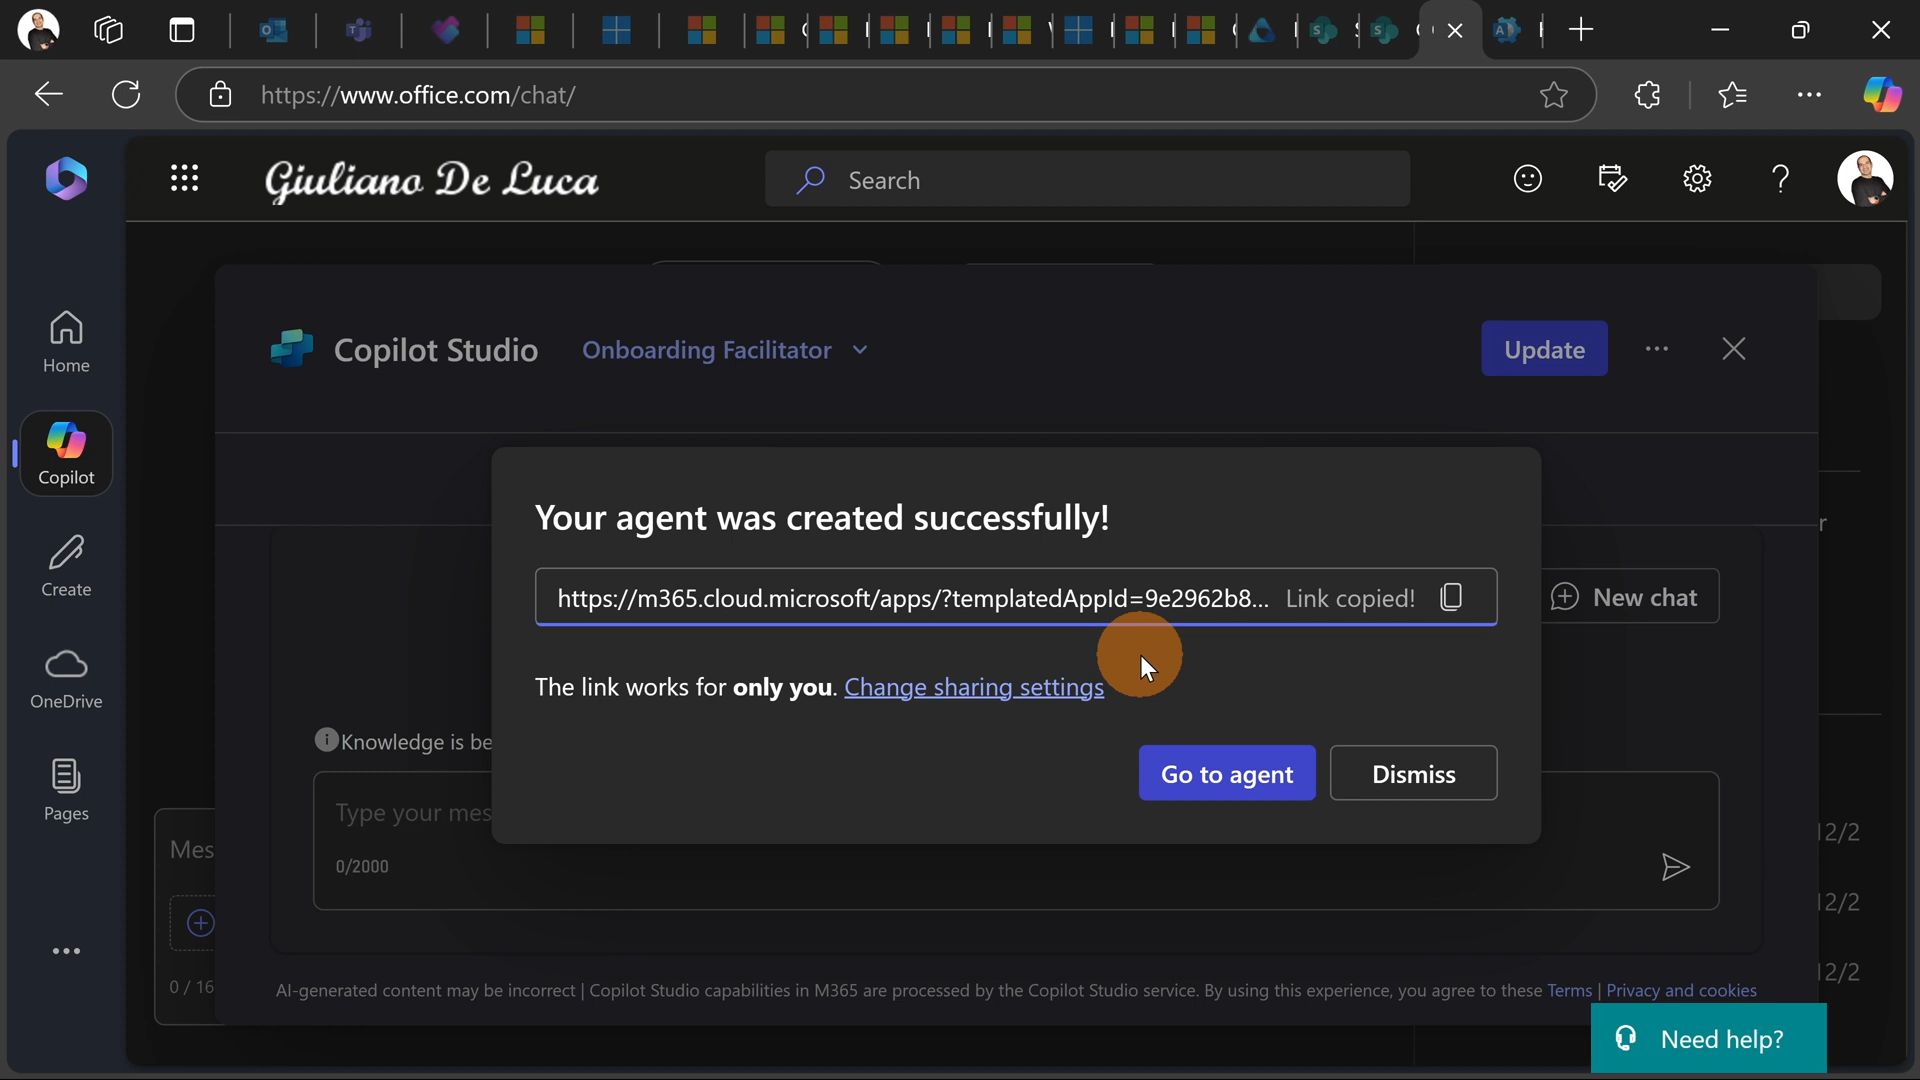 https://www.office.com/chat/
Giuliano De Luca
Search
Home
Copilot
Create
OneDrive
Pages
Copilot Studio
Onboarding Facilitator
Update
Your agent was created successfully!
https://m365.cloud.microsoft/apps/?templatedAppId=9e2962b8... Link copied!
New chat
The link works for only you. Change sharing settings
Knowledge is be
Go to agent
Dismiss
Type your mes
0/2000
Mes
0 / 16
12/2
12/2
12/2
AI-generated content may be incorrect | Copilot Studio capabilities in M365 are processed by the Copilot Studio service. By using this experience, you agree to these Terms | Privacy and cookies
Need help?